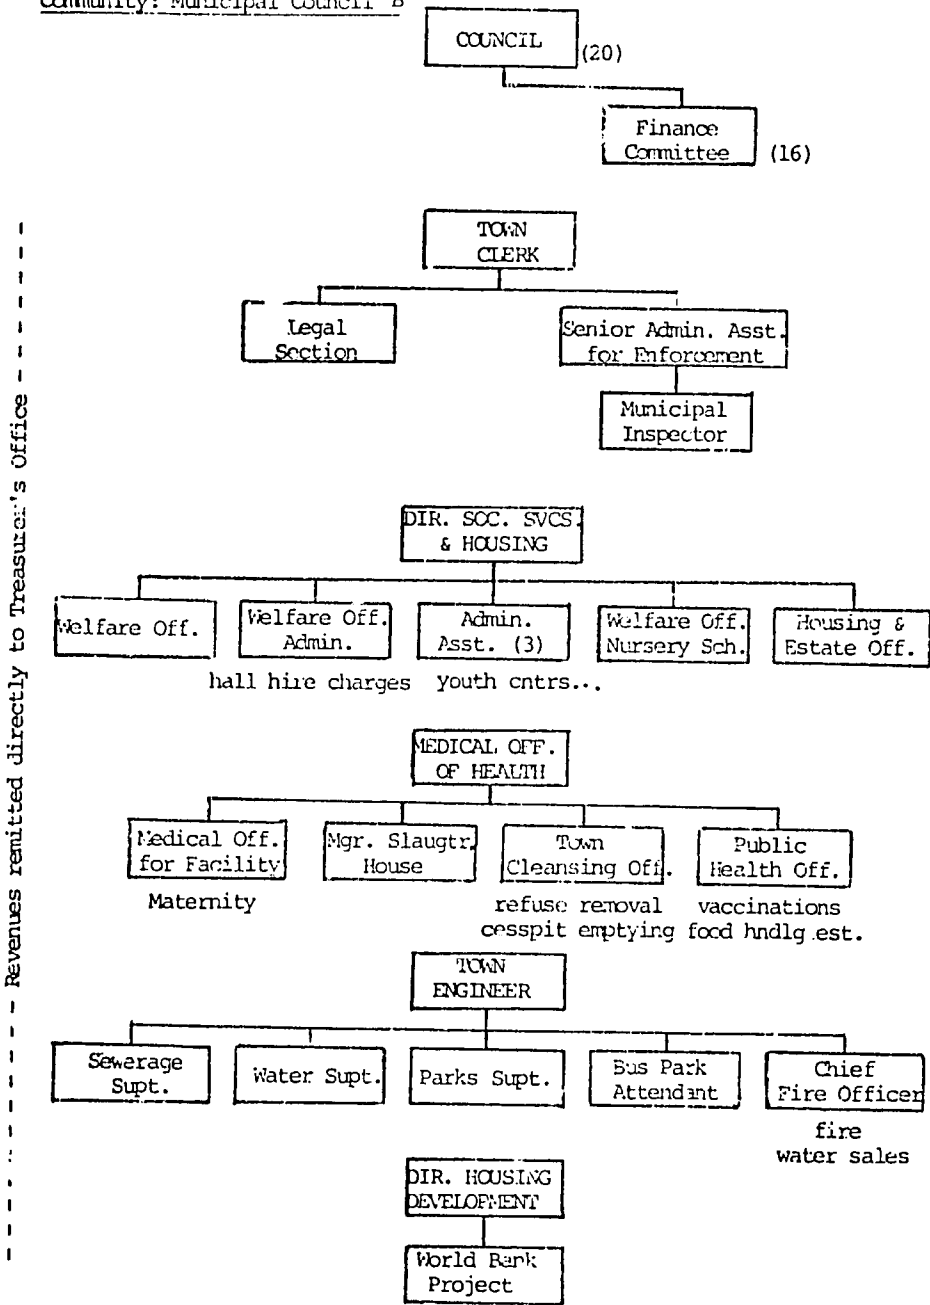 Community: Municipal Council B
COUNCIL
(20)
Finance
Committee
(16)
TOWN
CLERK
Legal
Section
Senior Admin. Asst.
for Enforcement
Municipal
Inspector
Revenues remitted directly to Treasurer's Office
DIR. SOC. SVCS.
& HOUSING
Welfare Off.
Welfare Off.
Admin.
Admin.
Asst. (3)
Welfare Off.
Nursery Sch.
Housing &
Estate Off.
hall hire charges
youth cntrs...
MEDICAL OFF.
OF HEALTH
Medical Off.
for Facility
Mgr. Slaugtr.
House
Town
Cleansing Off.
Public
Health Off.
Maternity
refuse removal
cesspit emptying
vaccinations
food hndlg.est.
TOWN
ENGINEER
Sewerage
Supt.
Water Supt.
Parks Supt.
Bus Park
Attendant
Chief
Fire Officer
fire
water sales
DIR. HOUSING
DEVELOPMENT
World Bank
Project